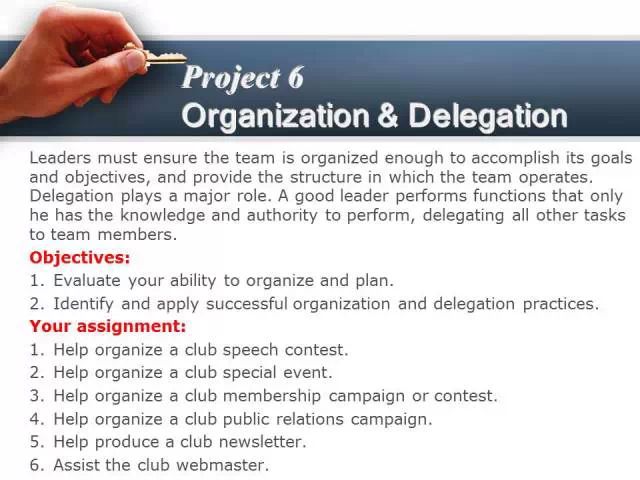 Project 6
Organization & Delegation
Leaders must ensure the team is organized enough to accomplish its goals
and objectives, and provide the structure in which the team operates.
Delegation plays a major role. A good leader performs functions that only
he has the knowledge and authority to perform, delegating all other tasks
to team members.
Objectives:
1. Evaluate your ability to organize and plan.
2. Identify and apply successful organization and delegation practices.
Your assignment:
1. Help organize a club speech contest.
2. Help organize a club special event.
3. Help organize a club membership campaign or contest.
4. Help organize a club public relations campaign.
5. Help produce a club newsletter.
6. Assist the club webmaster.